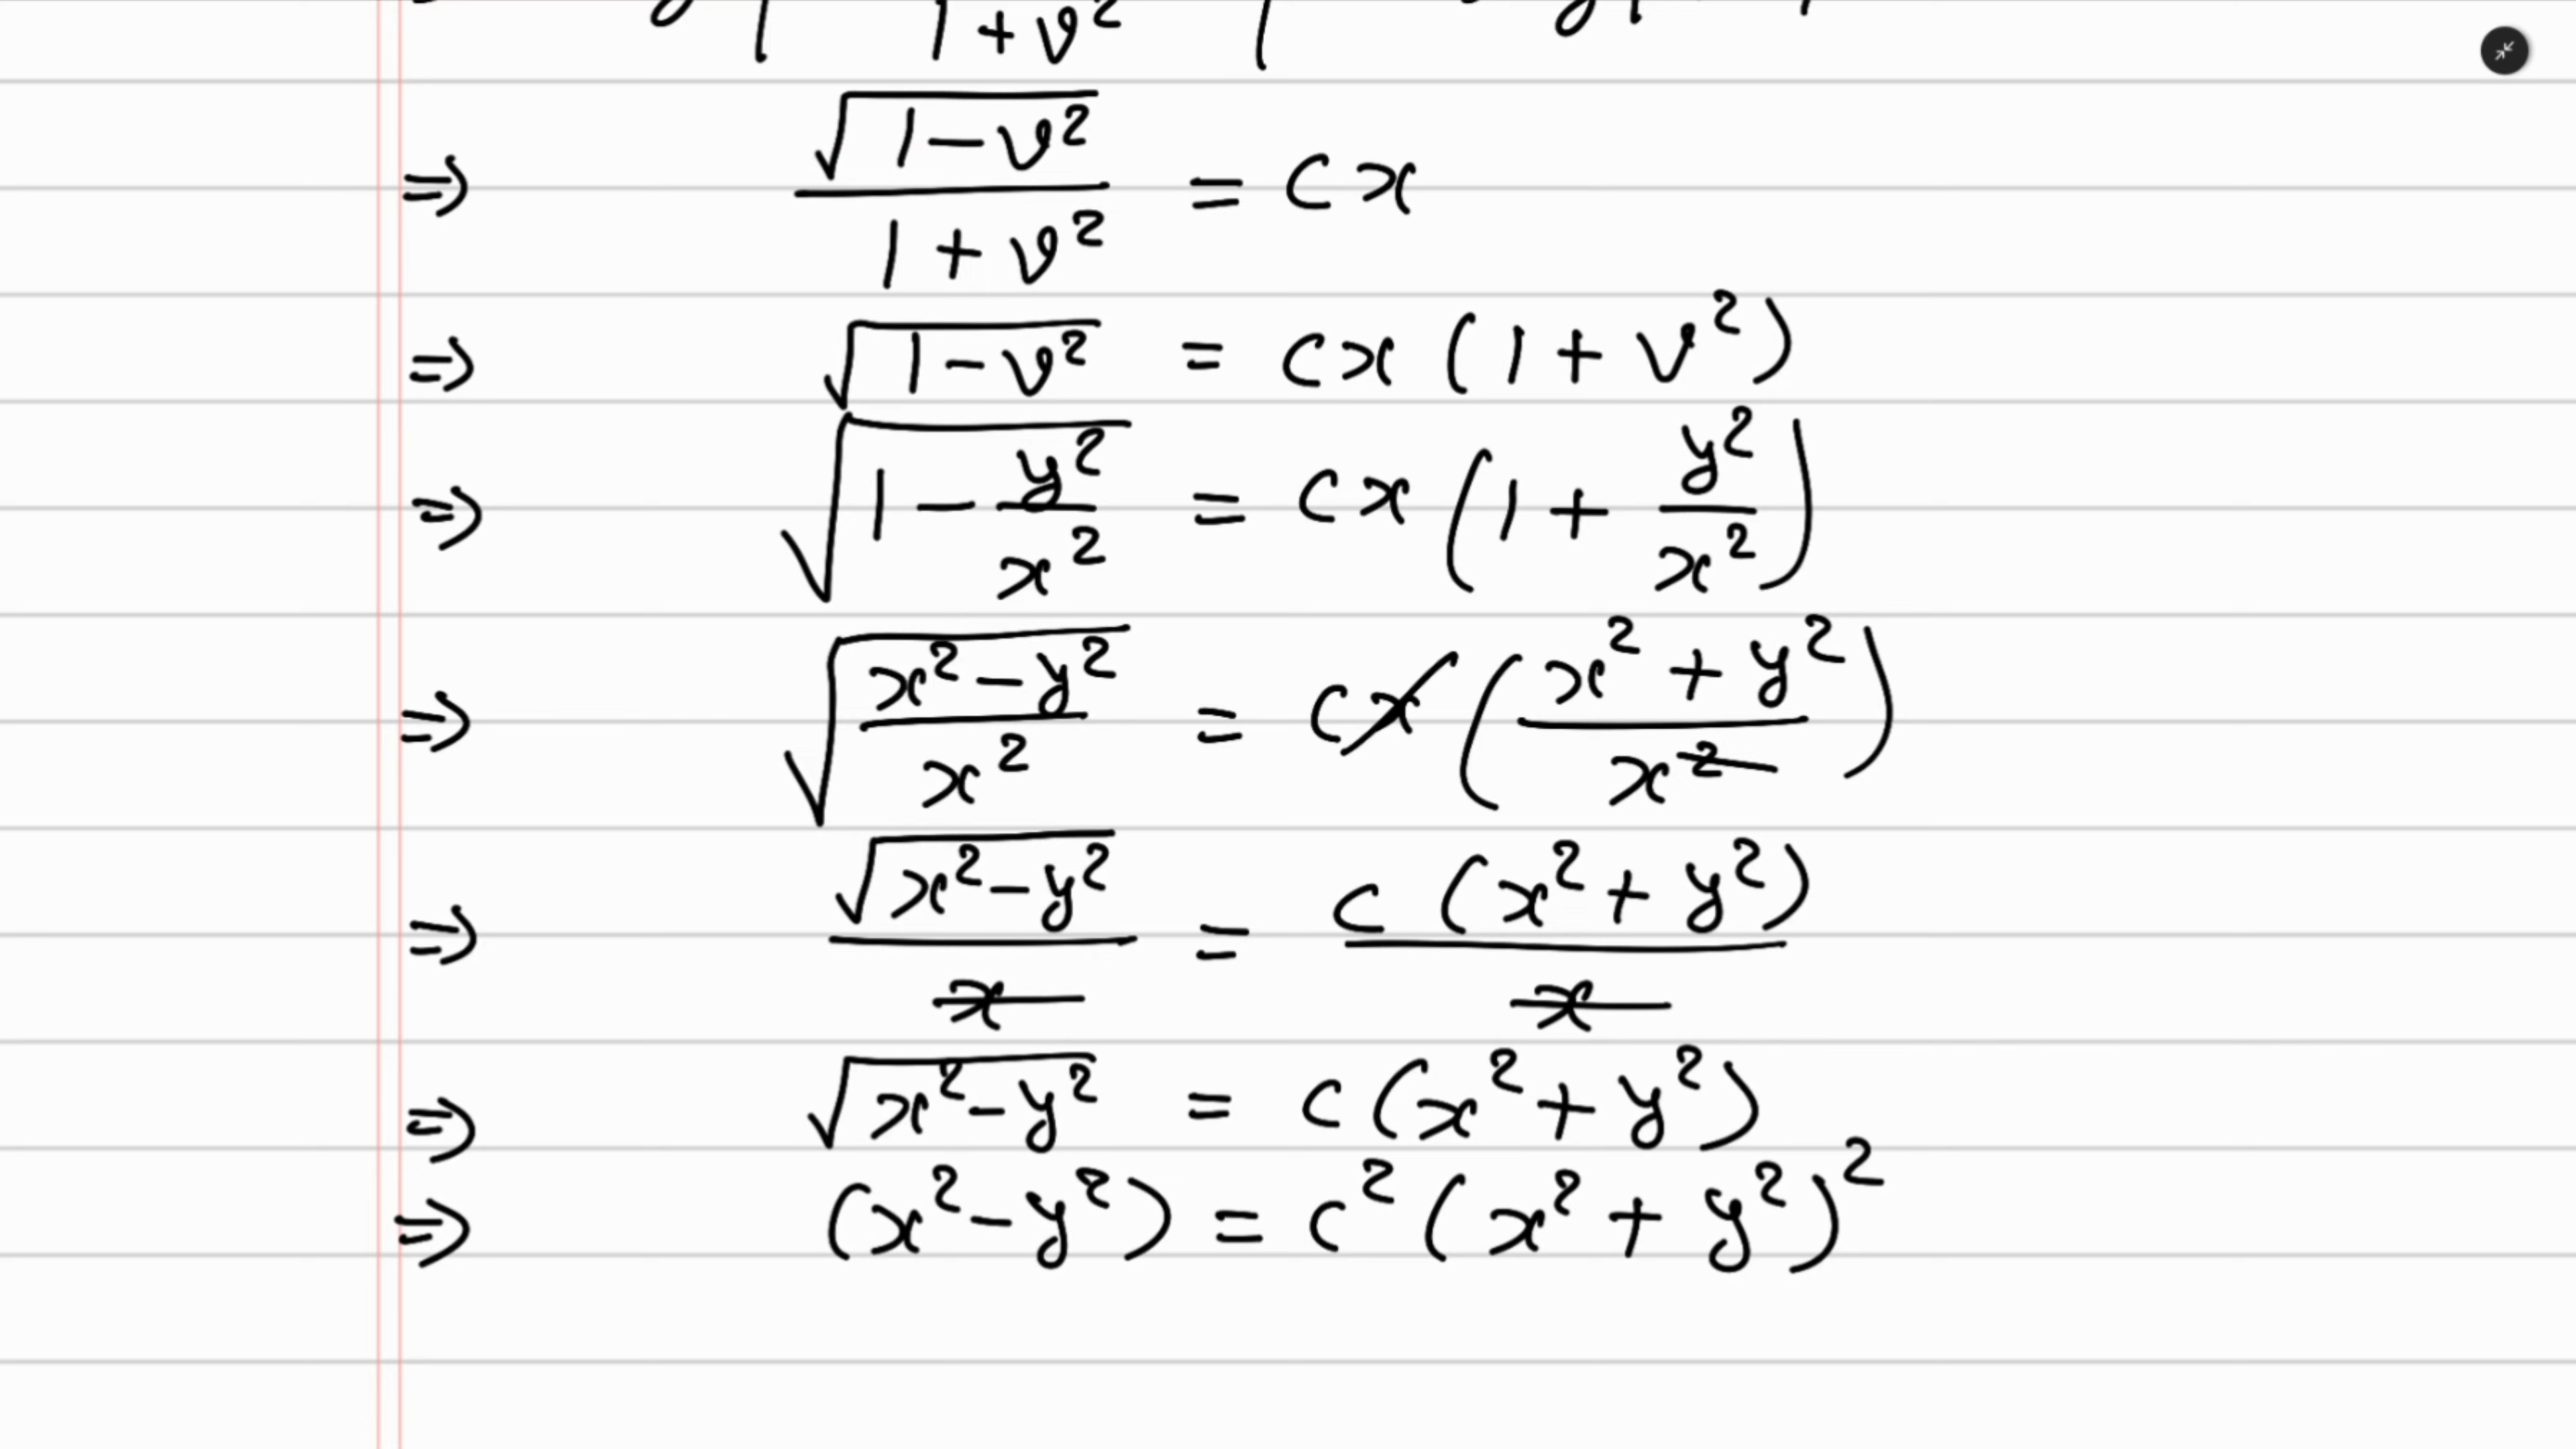 1 + v²
⇒ √(1 - v²) / (1 + v²) = cx
⇒ √(1 - v²) = cx (1 + v²)
⇒ √(1 - y²/x²) = cx (1 + y²/x²)
⇒ √((x² - y²)/x²) = cx ((x² + y²)/x²)
⇒ √(x² - y²) / x = c (x² + y²) / x
⇒ √(x² - y²) = c (x² + y²)
⇒ (x² - y²) = c² (x² + y²)²